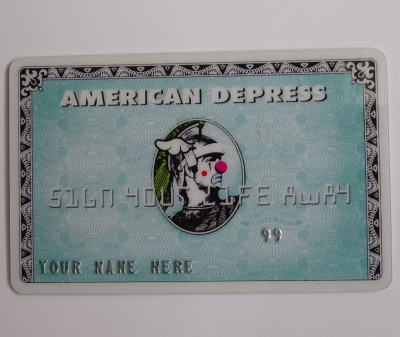 AMERICAN DEPRESS
SIGN YOUR LIFE AWAY
99
YOUR NAME HERE